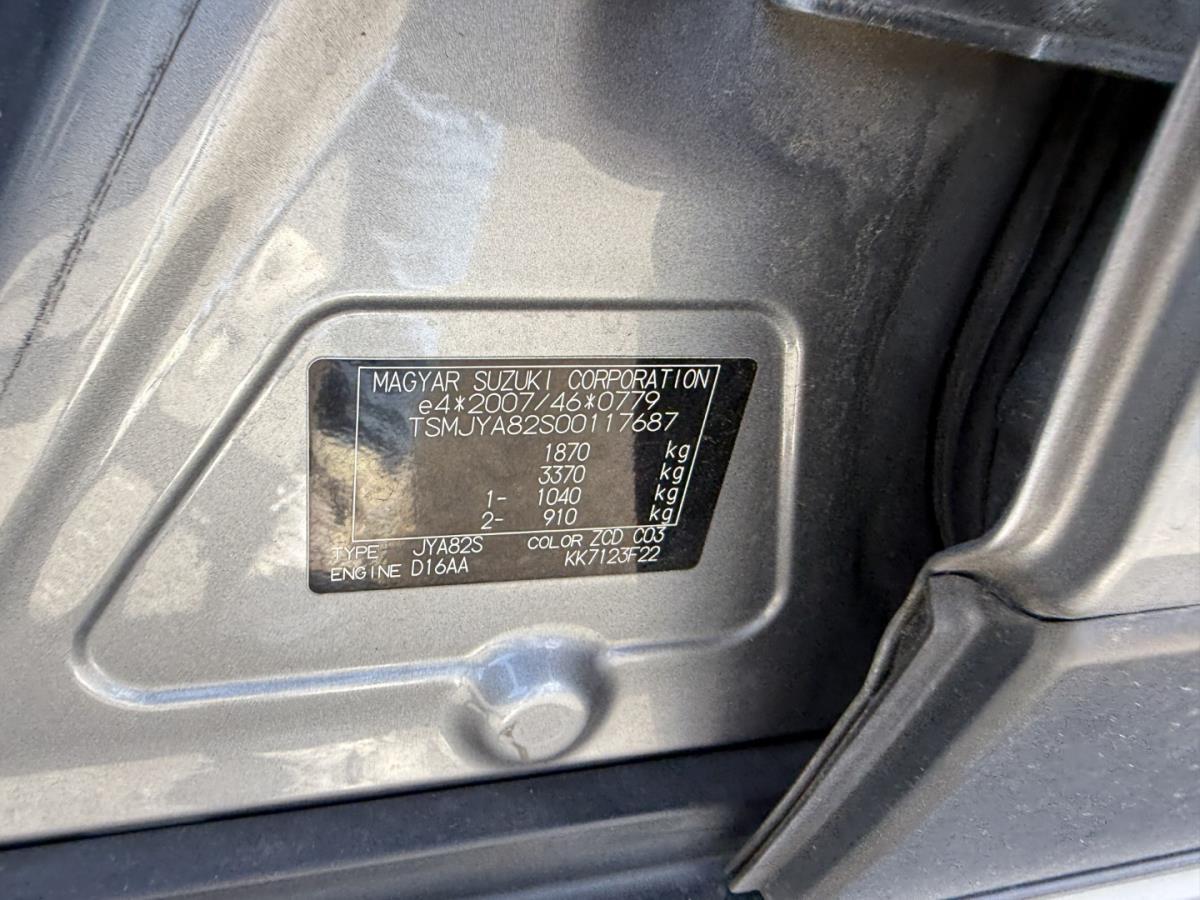 MAGYAR SUZUKI CORPORATION
e4*2007/46*0779
TSMJYA82S00117687
1870 kg
3370 kg
1- 1040 kg
2- 910 kg
TYPE JYA82S COLOR ZCD C03
ENGINE D16AA KK7123F22